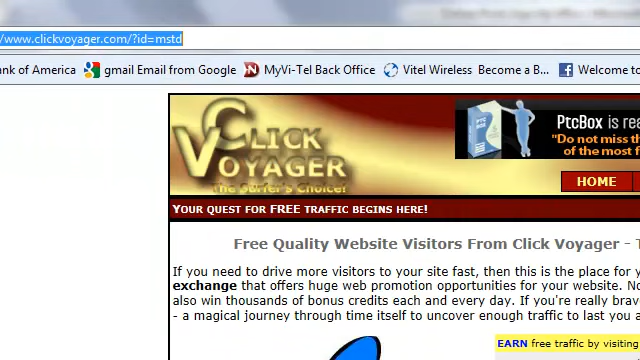 /www.clickvoyager.com/?id=mstd
nk of America gmail Email from Google MyVi-Tel Back Office Vitel Wireless Become a B... Welcome to
CLICK
VOYAGER
The Surfer's Choice!
PtcBox is rea
"Do not miss th
of the most f
HOME
YOUR QUEST FOR FREE TRAFFIC BEGINS HERE!
Free Quality Website Visitors From Click Voyager - T
If you need to drive more visitors to your site fast, then this is the place for y
exchange that offers huge web promotion opportunities for your website. No
also win thousands of bonus credits each and every day. If you're really brav
- a magical journey through time itself to uncover enough traffic to last you a
EARN free traffic by visiting